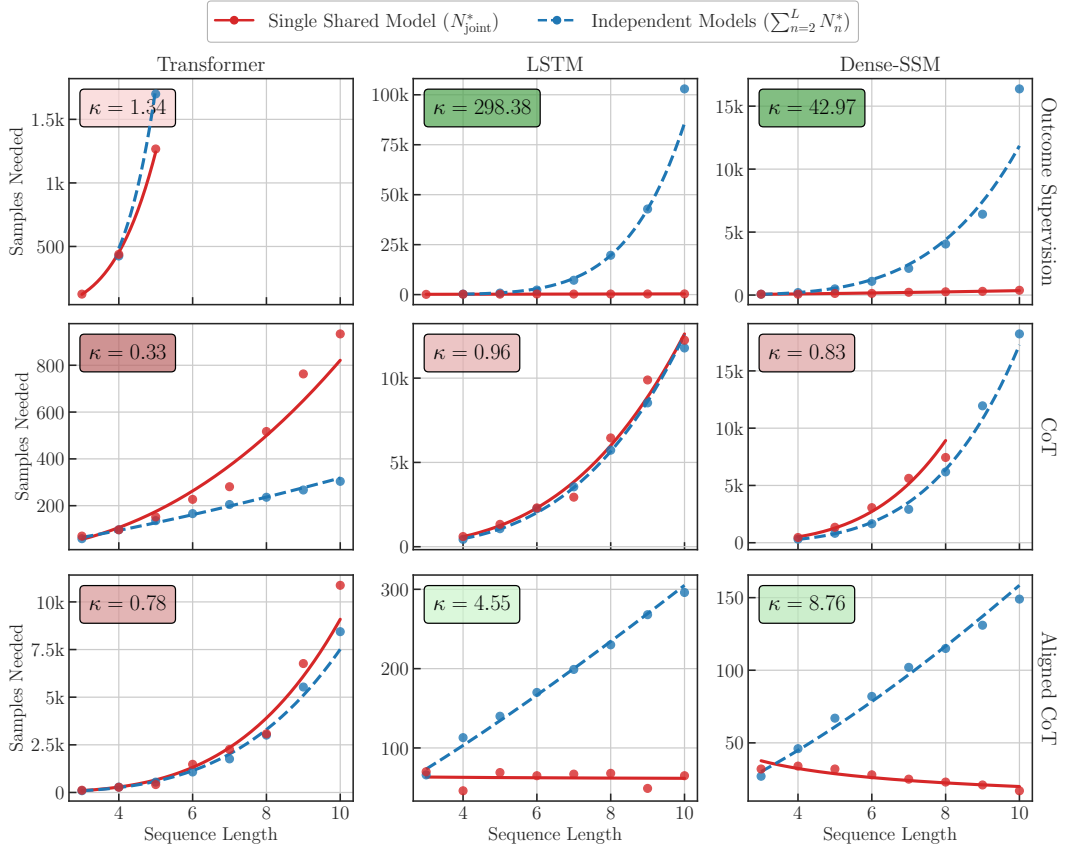 Single Shared Model (N*joint)
Independent Models (∑ᴸₙ₌₂ N*ₙ)
Transformer
LSTM
Dense-SSM
Samples Needed
1.5k
1k
500
κ = 1.34
100k
75k
50k
25k
0
κ = 298.38
15k
10k
5k
0
κ = 42.97
Outcome Supervision
Samples Needed
800
600
400
200
κ = 0.33
10k
5k
0
κ = 0.96
15k
10k
5k
0
κ = 0.83
CoT
Samples Needed
10k
7.5k
5k
2.5k
0
κ = 0.78
300
200
100
κ = 4.55
150
100
50
κ = 8.76
Aligned CoT
4 6 8 10
4 6 8 10
4 6 8 10
Sequence Length
Sequence Length
Sequence Length